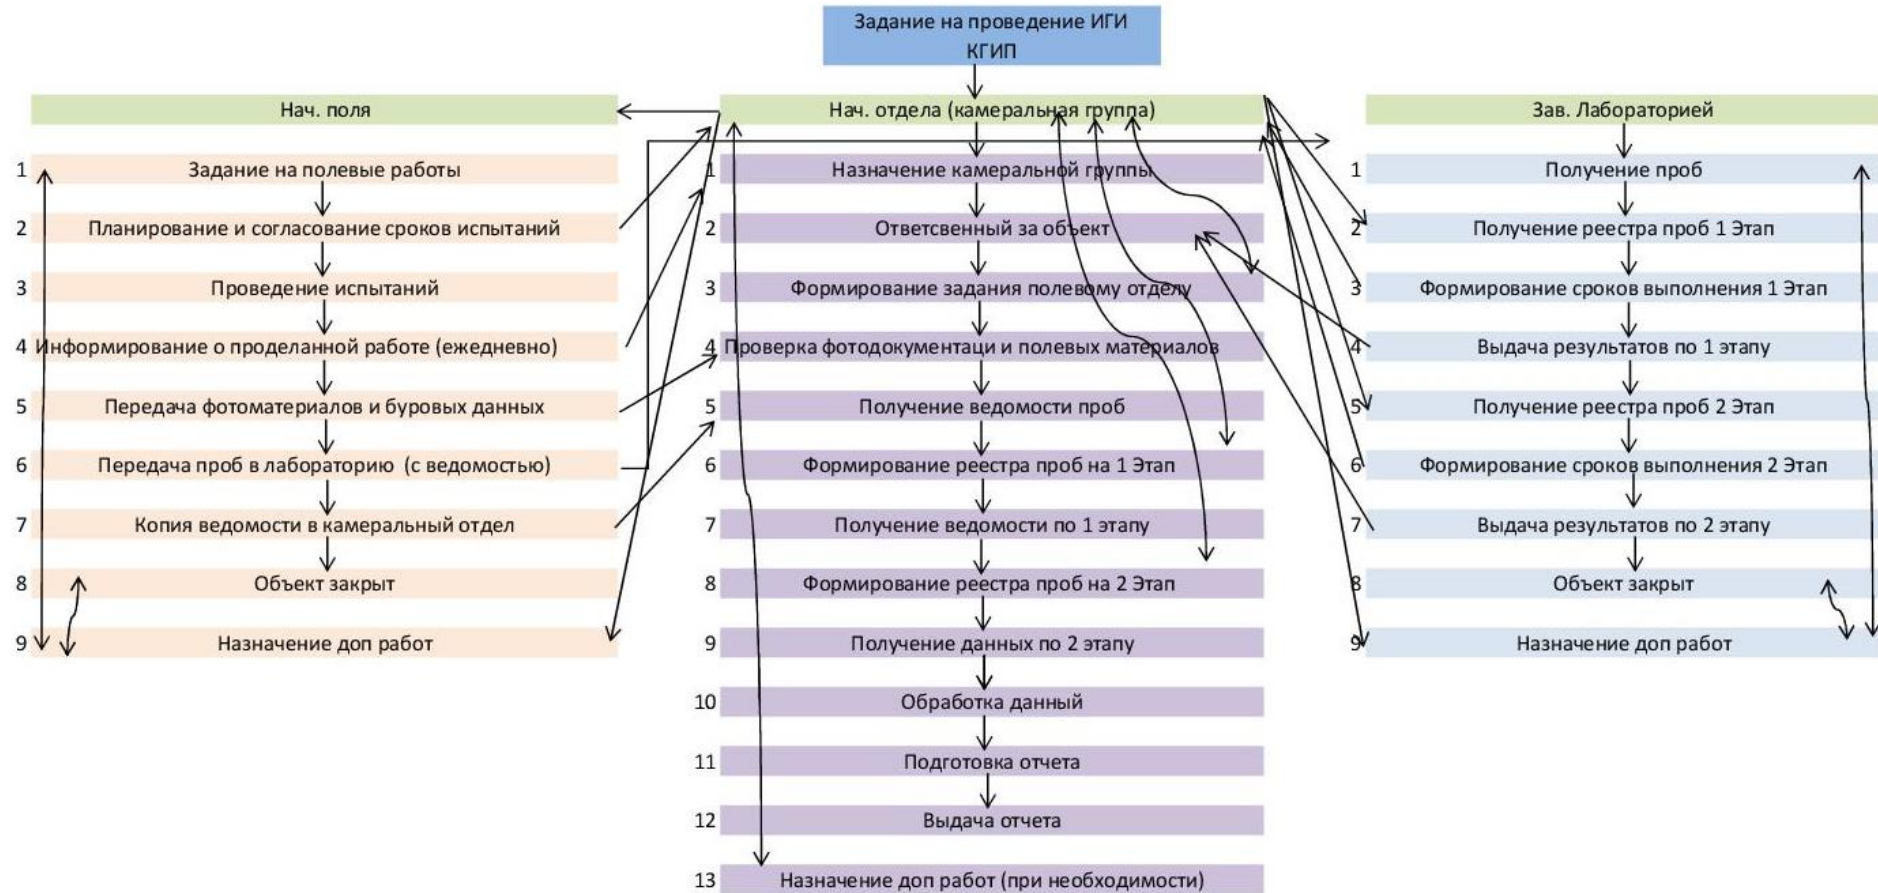 Задание на проведение ИГИ
КГИП
Нач. поля
1 Задание на полевые работы
2 Планирование и согласование сроков испытаний
3 Проведение испытаний
4 Информирование о проделанной работе (ежедневно)
5 Передача фотоматериалов и буровых данных
6 Передача проб в лабораторию (с ведомостью)
7 Копия ведомости в камеральный отдел
8 Объект закрыт
9 Назначение доп работ
Нач. отдела (камеральная группа)
1 Назначение камеральной группы
2 Ответсвенный за объект
3 Формирование задания полевому отделу
4 Проверка фотодокументаци и полевых материалов
5 Получение ведомости проб
6 Формирование реестра проб на 1 Этап
7 Получение ведомости по 1 этапу
8 Формирование реестра проб на 2 Этап
9 Получение данных по 2 этапу
10 Обработка данный
11 Подготовка отчета
12 Выдача отчета
13 Назначение доп работ (при необходимости)
Зав. Лабораторией
1 Получение проб
2 Получение реестра проб 1 Этап
3 Формирование сроков выполнения 1 Этап
4 Выдача результатов по 1 этапу
5 Получение реестра проб 2 Этап
6 Формирование сроков выполнения 2 Этап
7 Выдача результатов по 2 этапу
8 Объект закрыт
9 Назначение доп работ